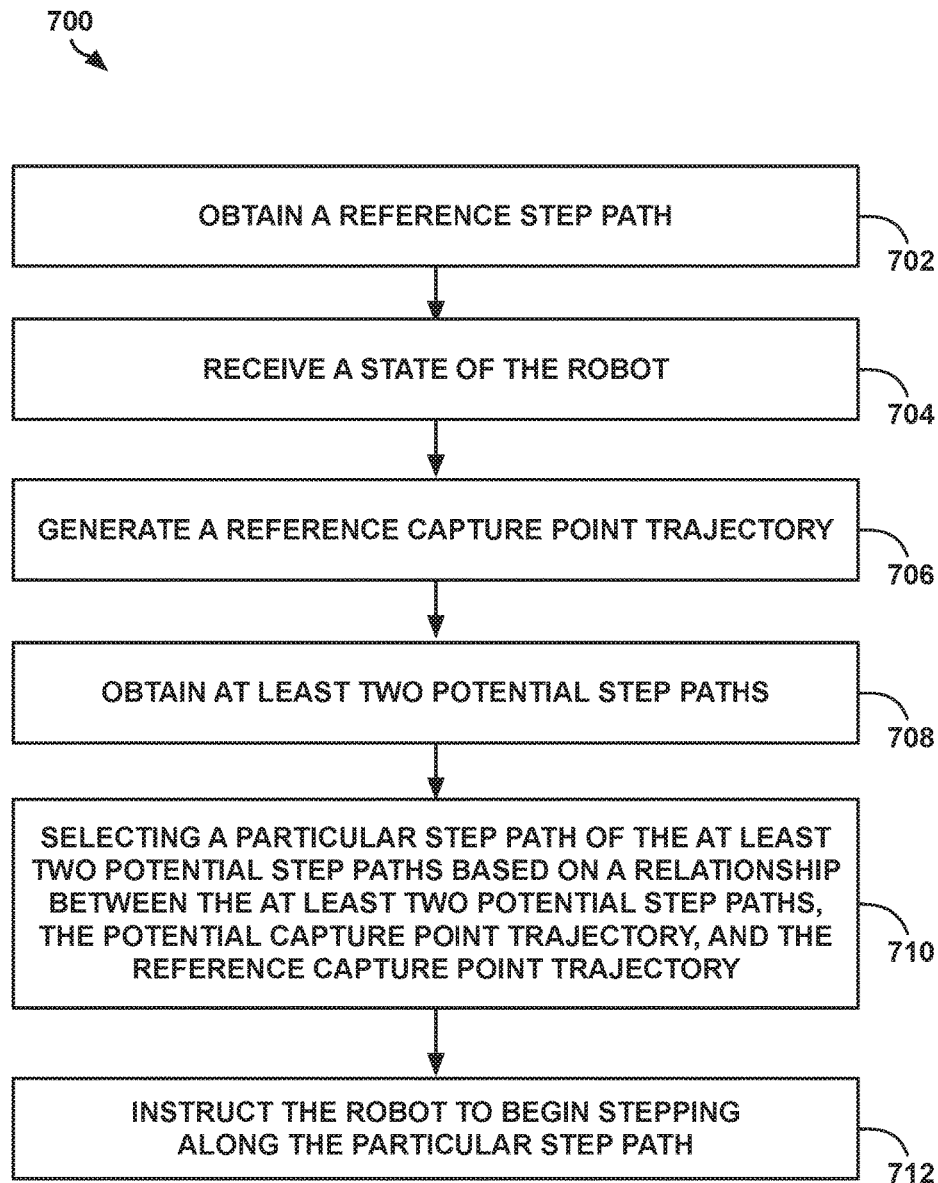 700
OBTAIN A REFERENCE STEP PATH
702
RECEIVE A STATE OF THE ROBOT
704
GENERATE A REFERENCE CAPTURE POINT TRAJECTORY
706
OBTAIN AT LEAST TWO POTENTIAL STEP PATHS
708
SELECTING A PARTICULAR STEP PATH OF THE AT LEAST
TWO POTENTIAL STEP PATHS BASED ON A RELATIONSHIP
BETWEEN THE AT LEAST TWO POTENTIAL STEP PATHS,
THE POTENTIAL CAPTURE POINT TRAJECTORY, AND THE
REFERENCE CAPTURE POINT TRAJECTORY
710
INSTRUCT THE ROBOT TO BEGIN STEPPING
ALONG THE PARTICULAR STEP PATH
712